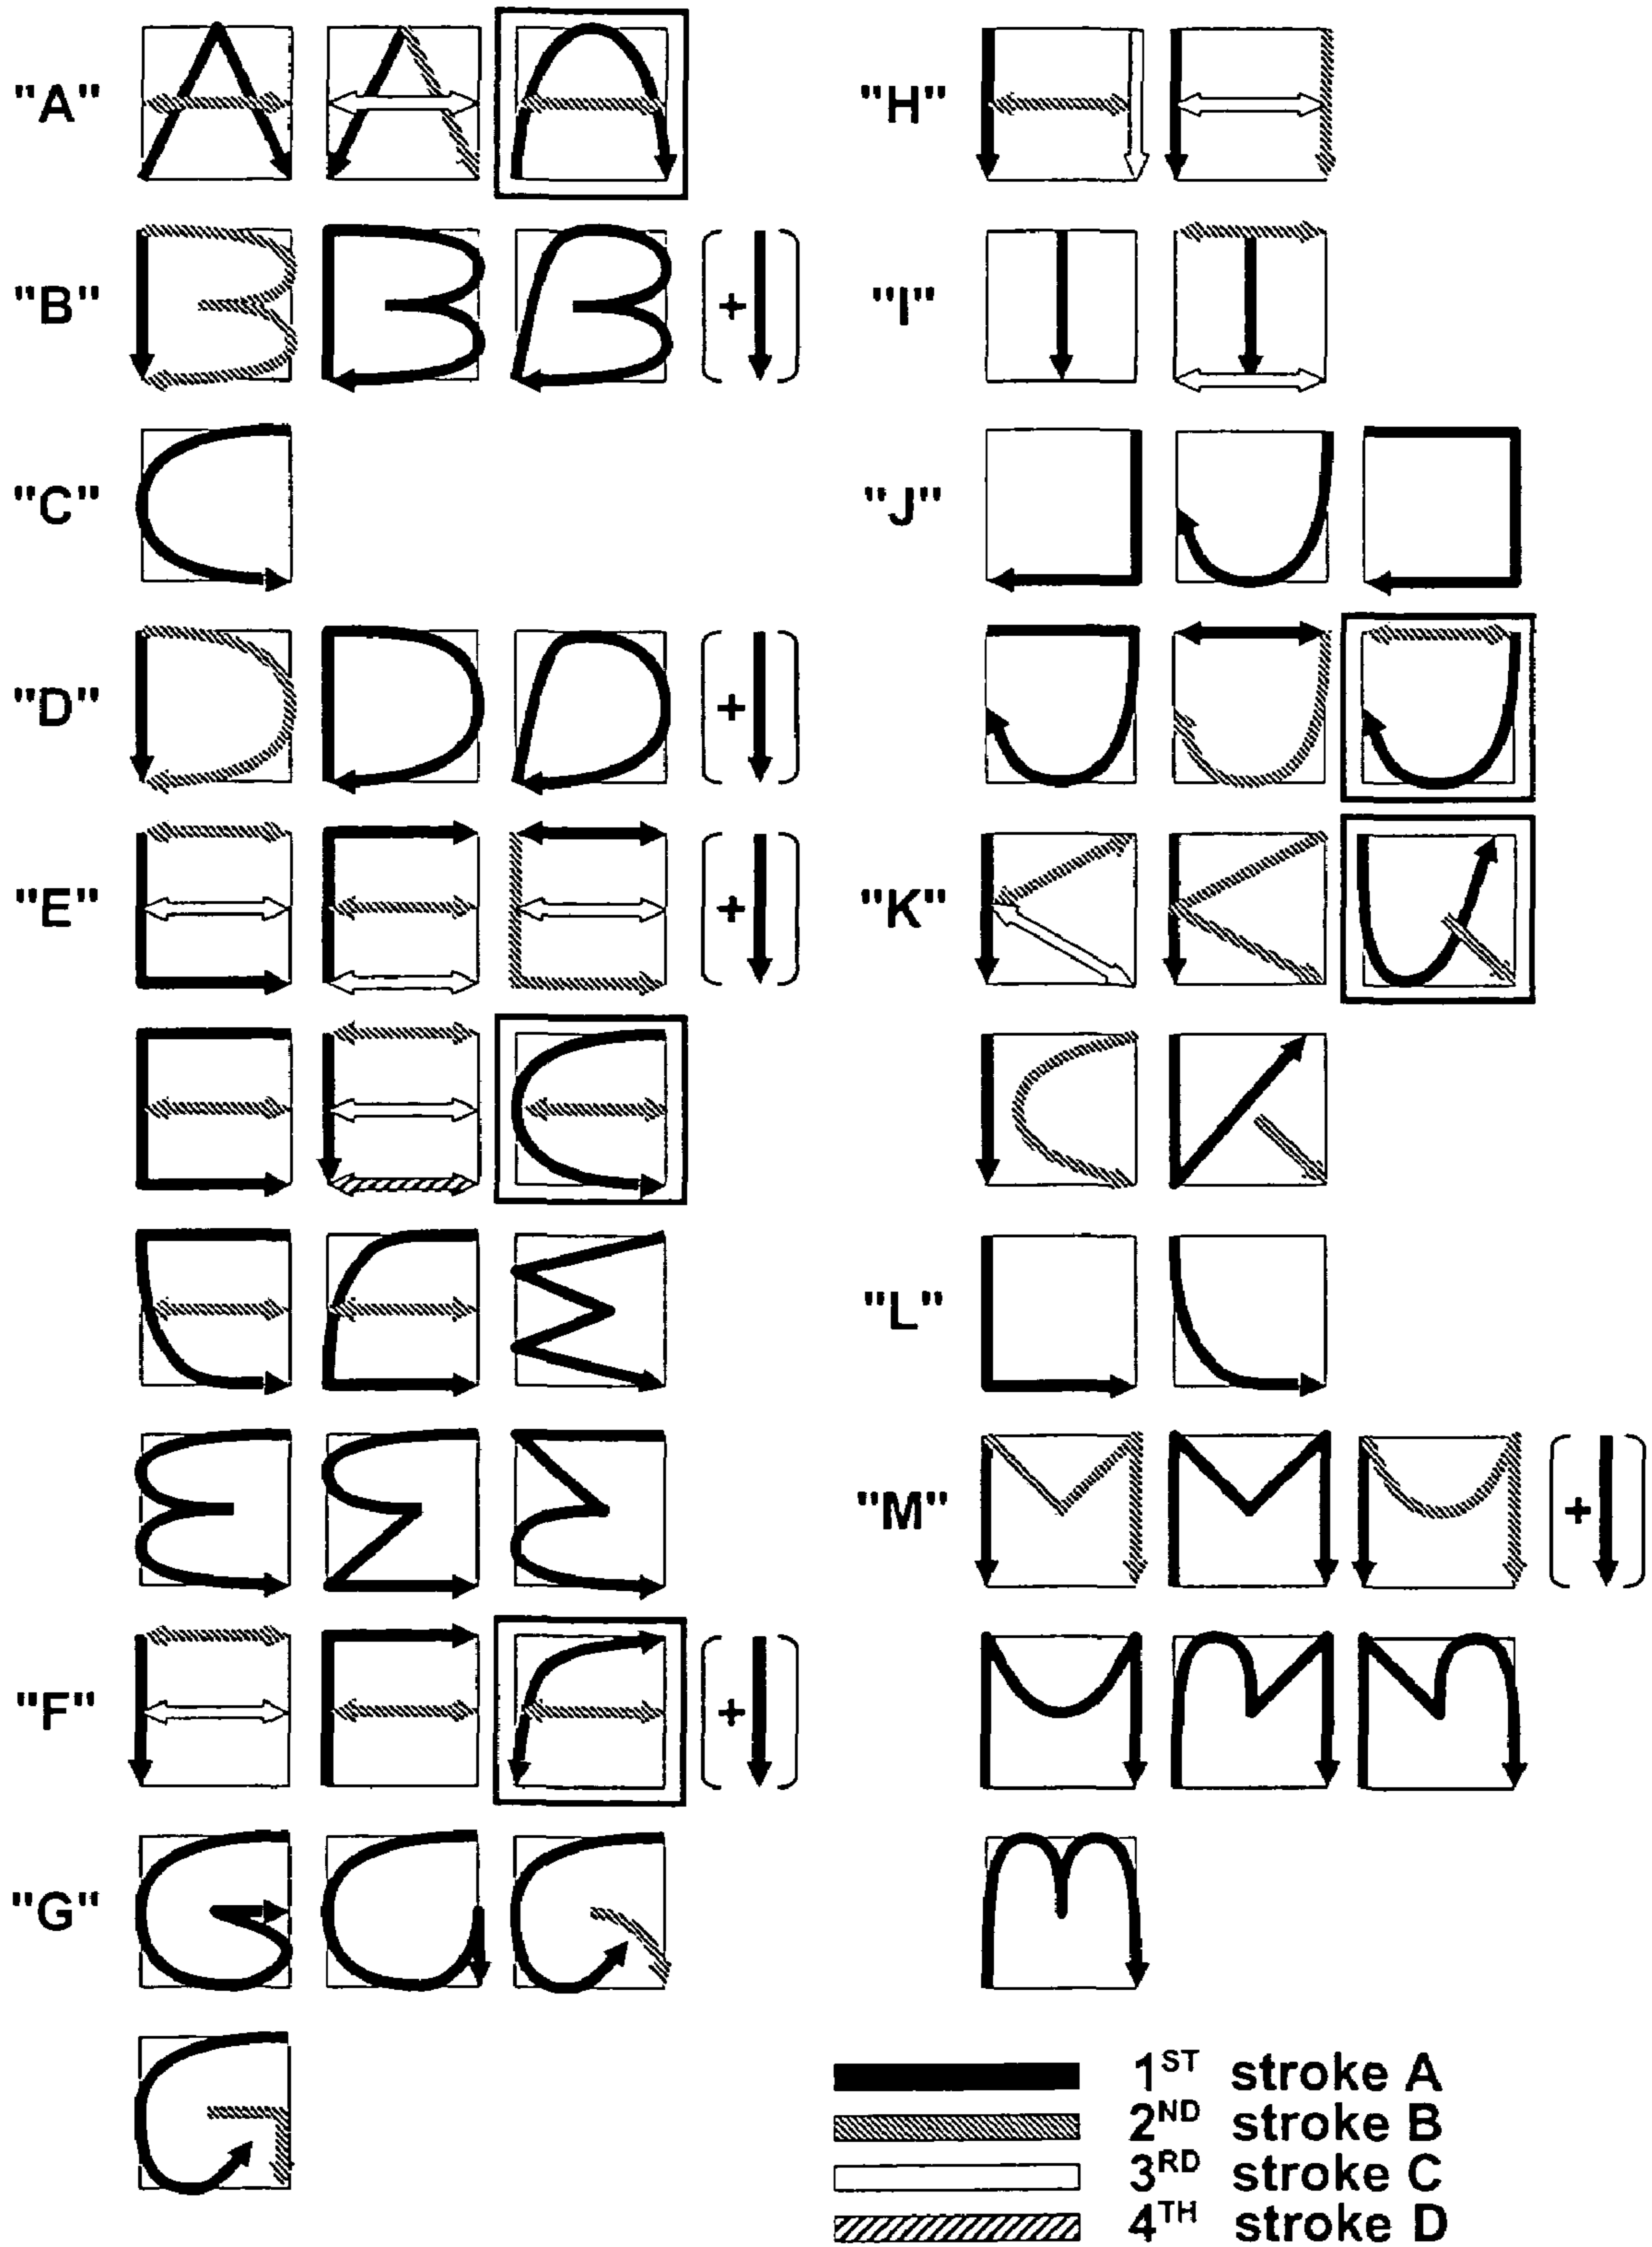 "A"
"B" +
"C"
"D" +
"E" +
"F" +
"G"
"H"
"I"
"J"
"K"
"L"
"M" +
1ST stroke A
2ND stroke B
3RD stroke C
4TH stroke D